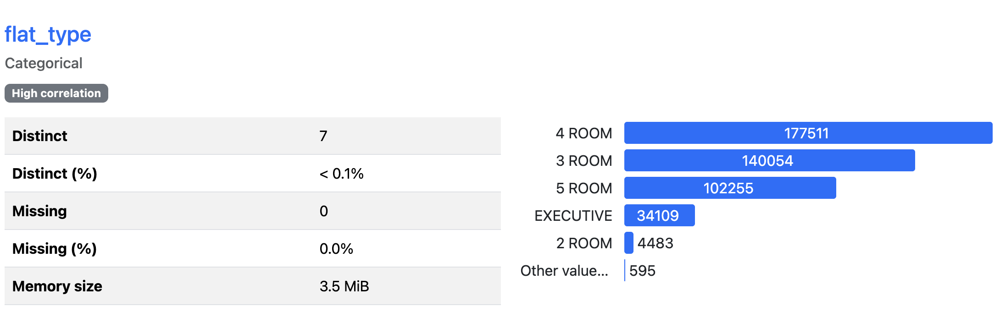 flat_type
Categorical
High correlation
Distinct 7
Distinct (%) < 0.1%
Missing 0
Missing (%) 0.0%
Memory size 3.5 MiB
4 ROOM 177511
3 ROOM 140054
5 ROOM 102255
EXECUTIVE 34109
2 ROOM 4483
Other value... 595